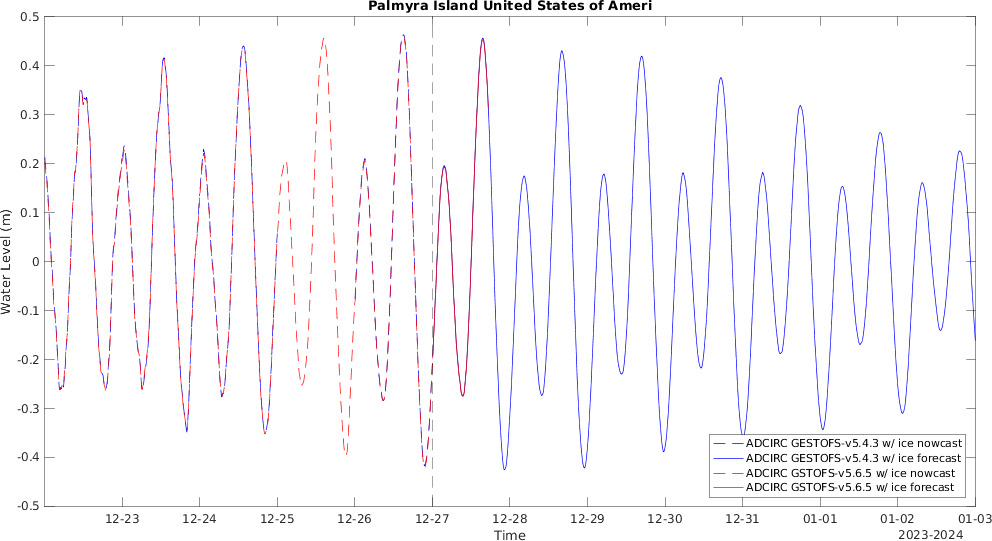 Palmyra Island United States of Ameri
0.5
0.4
0.3
0.2
0.1
0
-0.1
-0.2
-0.3
-0.4
-0.5
Water Level (m)
ADCIRC GESTOFS-v5.4.3 w/ ice nowcast
ADCIRC GESTOFS-v5.4.3 w/ ice forecast
ADCIRC GSTOFS-v5.6.5 w/ ice nowcast
ADCIRC GSTOFS-v5.6.5 w/ ice forecast
12-23 12-24 12-25 12-26 12-27 12-28 12-29 12-30 12-31 01-01 01-02 01-03
Time
2023-2024